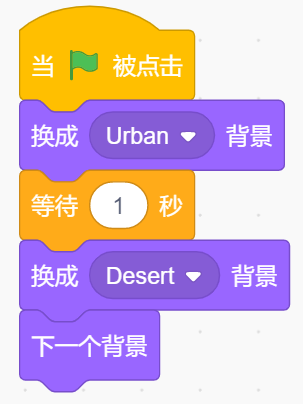 当 被点击
换成 Urban 背景
等待 1 秒
换成 Desert 背景
下一个背景